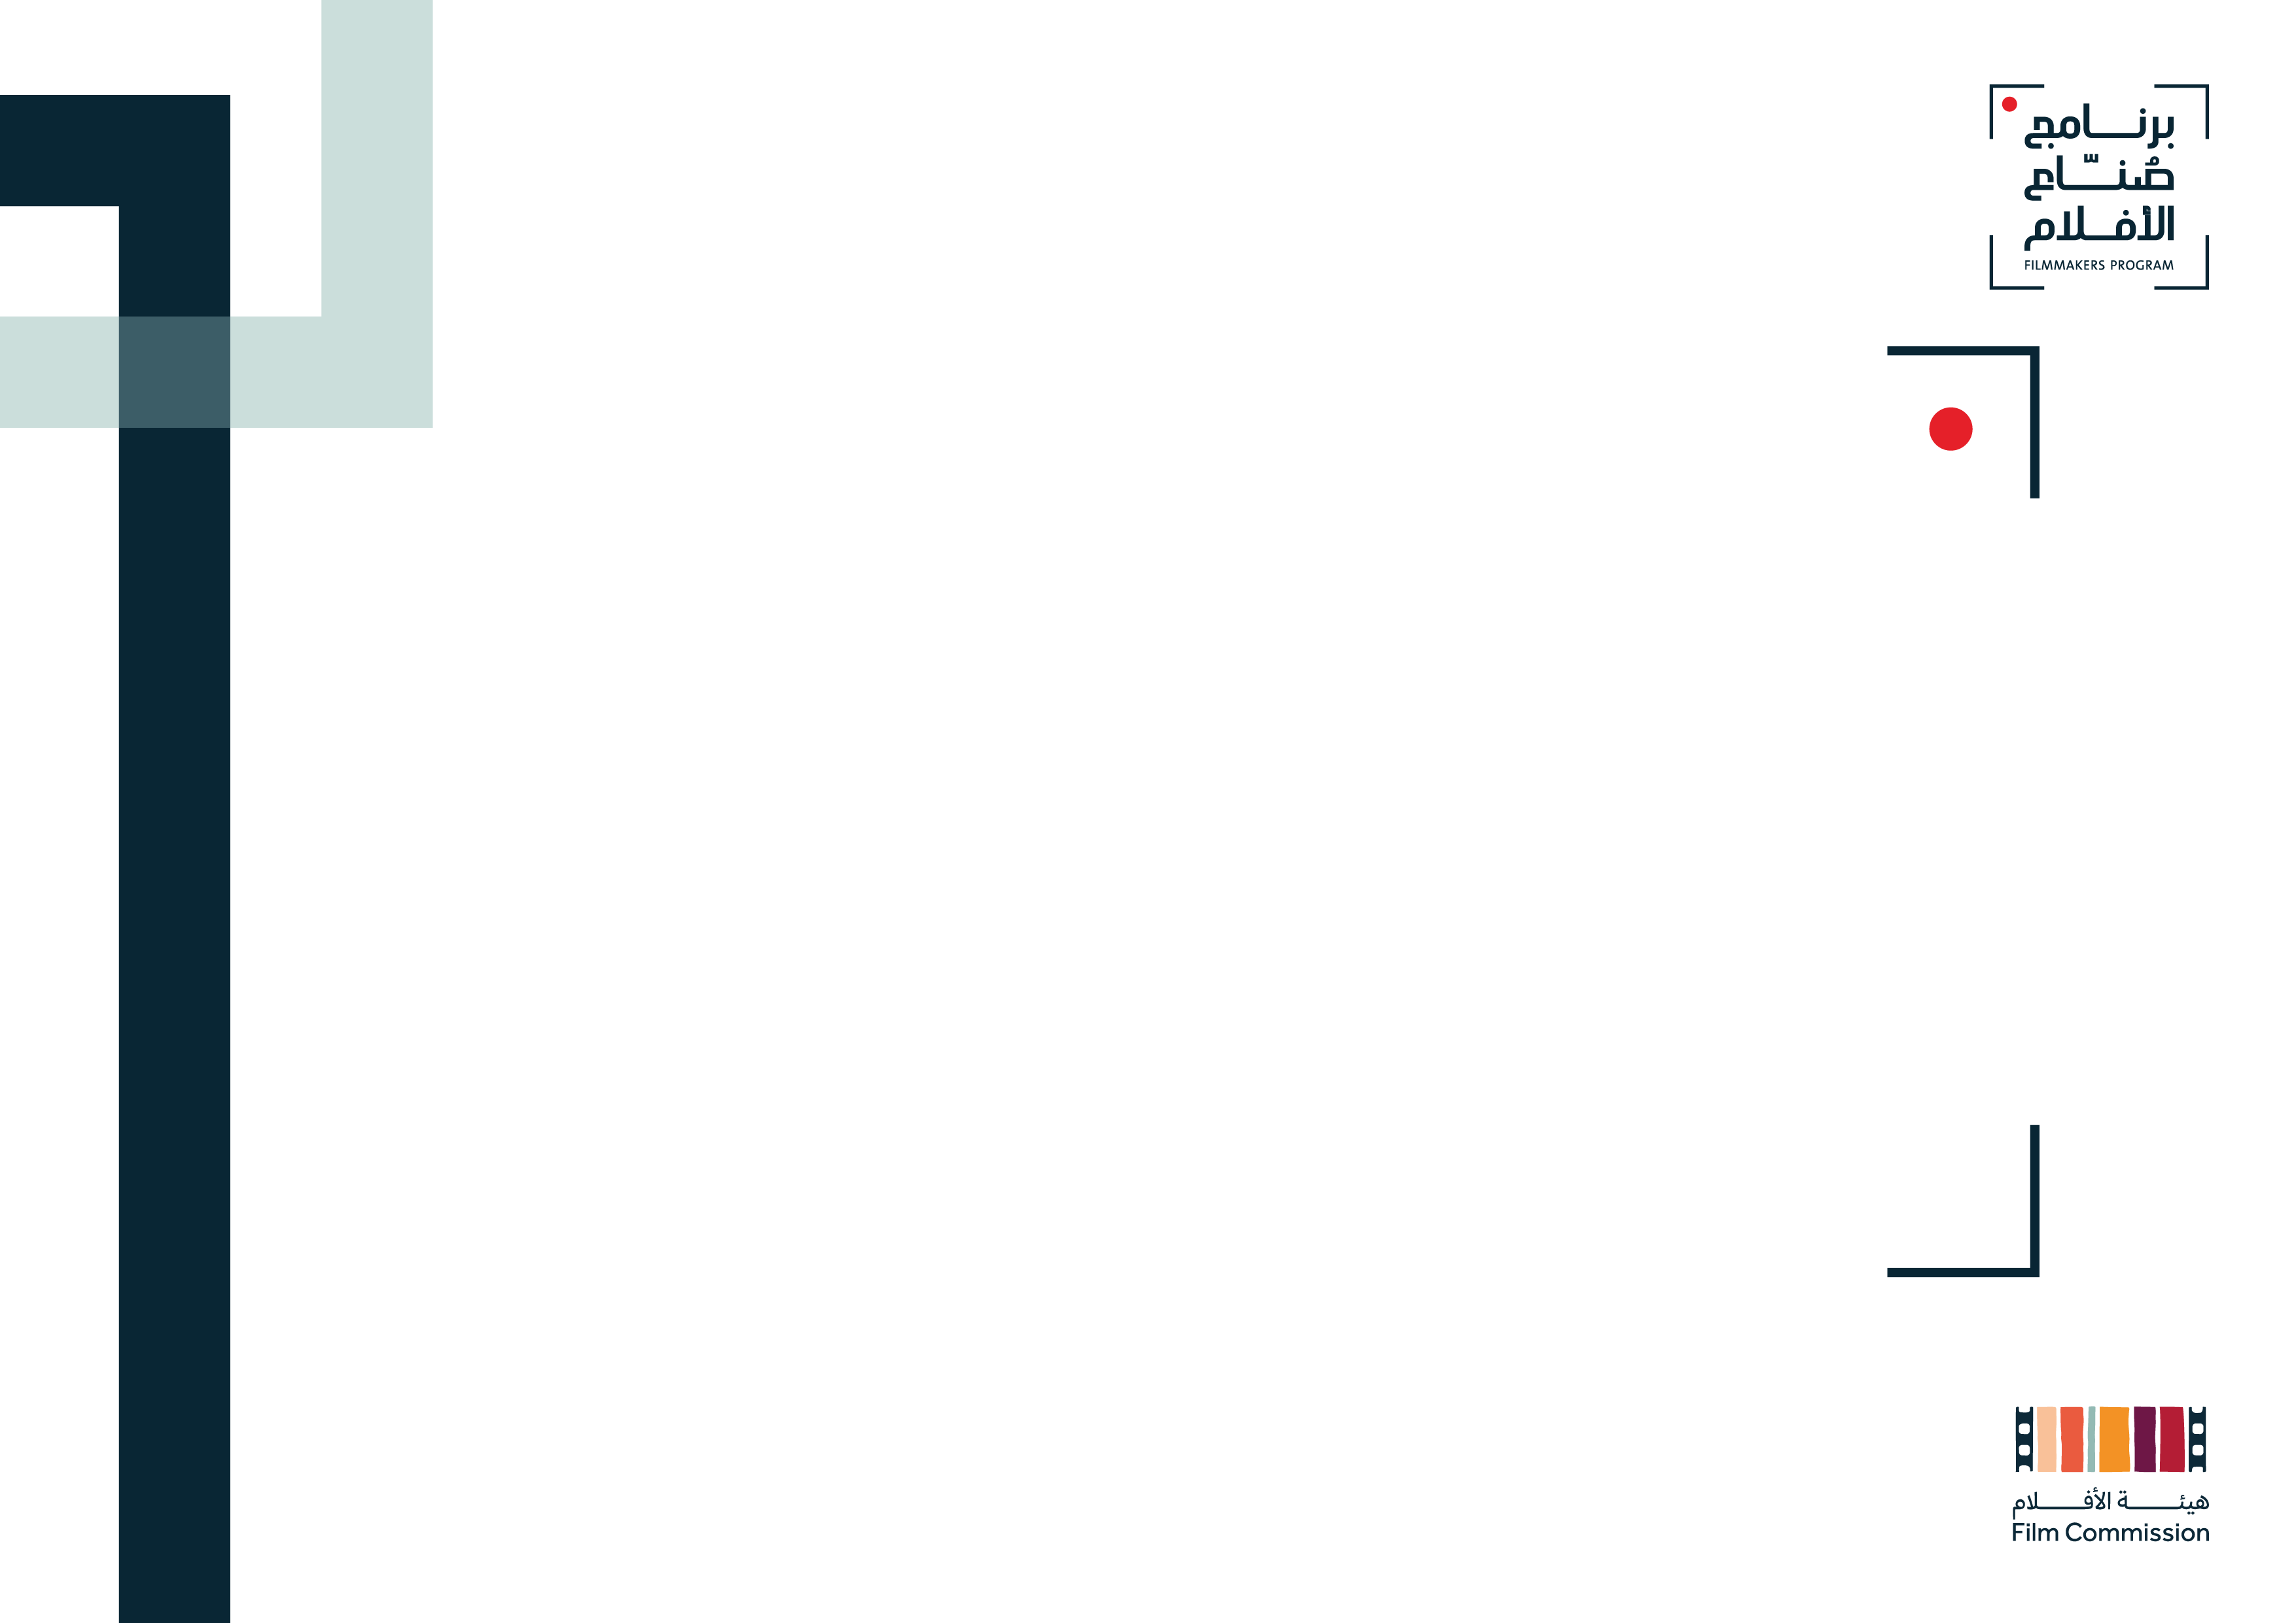 برنامج
صُنّاع
الأفلام
FILMMAKERS PROGRAM
هيئة الأفلام
Film Commission